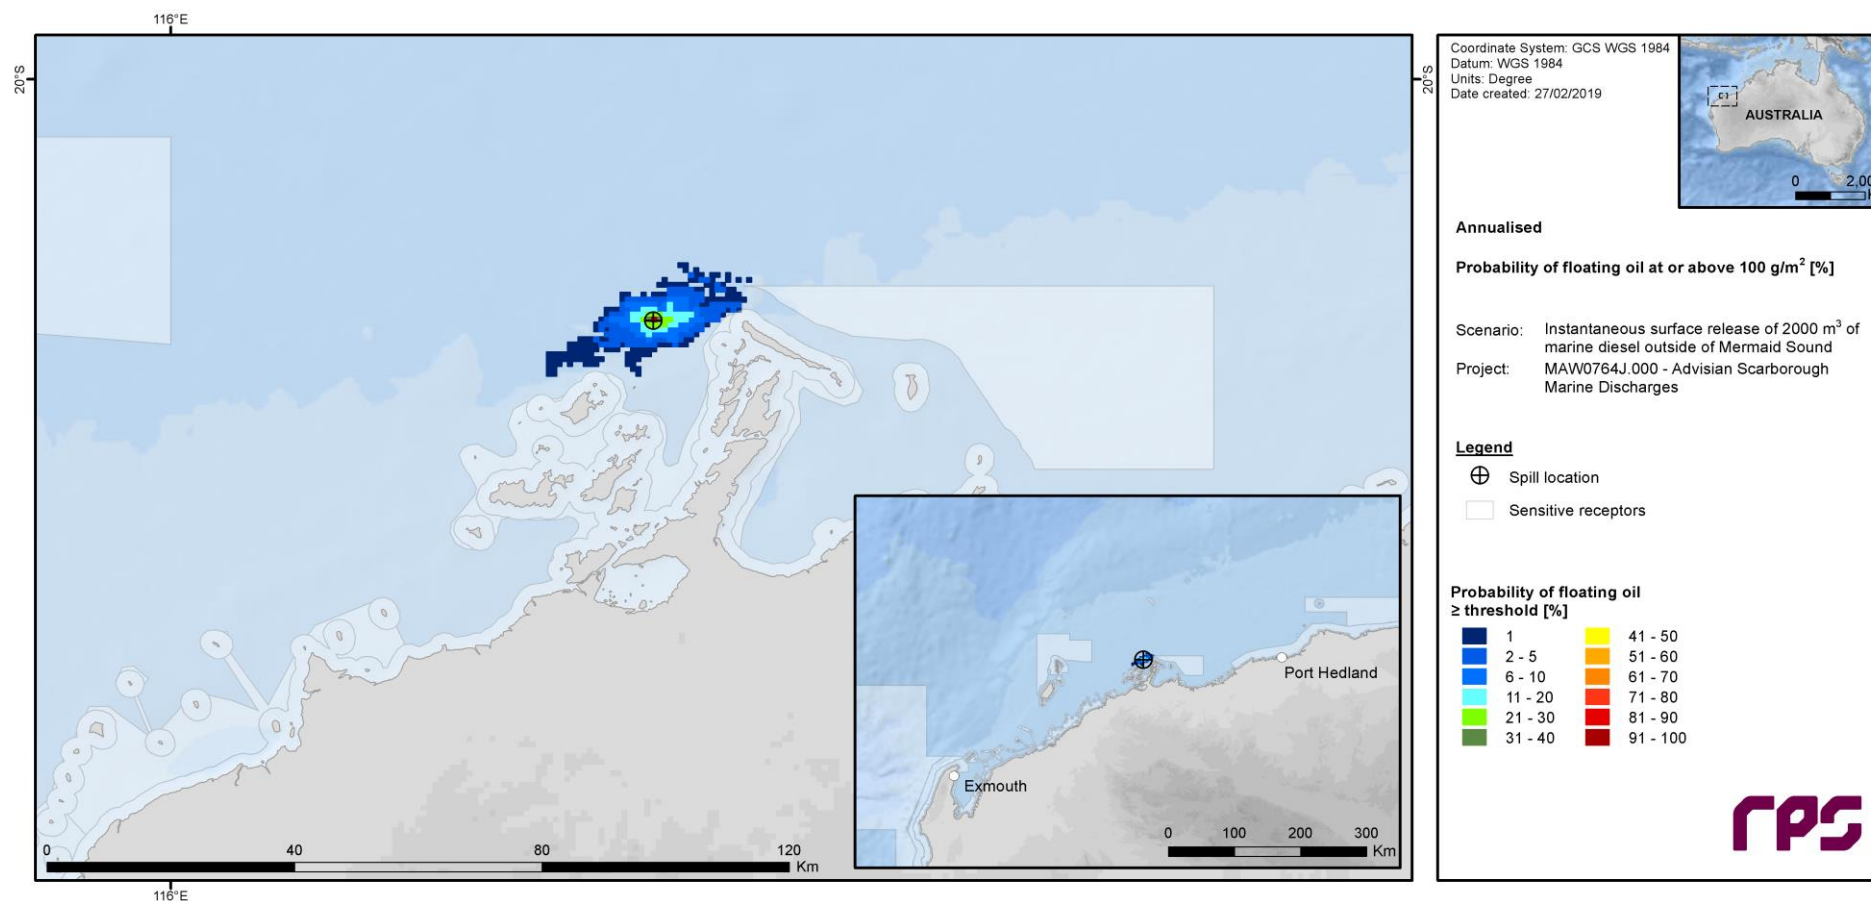 116°E
20°S
20°S
0 40 80 120
Km
116°E
Port Hedland
Exmouth
0 100 200 300
Km
Coordinate System: GCS WGS 1984
Datum: WGS 1984
Units: Degree
Date created: 27/02/2019
AUSTRALIA
0 2,00
Annualised
Probability of floating oil at or above 100 g/m² [%]
Scenario: Instantaneous surface release of 2000 m³ of
marine diesel outside of Mermaid Sound
Project: MAW0764J.000 - Advisian Scarborough
Marine Discharges
Legend
Spill location
Sensitive receptors
Probability of floating oil
≥ threshold [%]
1 41 - 50
2 - 5 51 - 60
6 - 10 61 - 70
11 - 20 71 - 80
21 - 30 81 - 90
31 - 40 91 - 100
rps